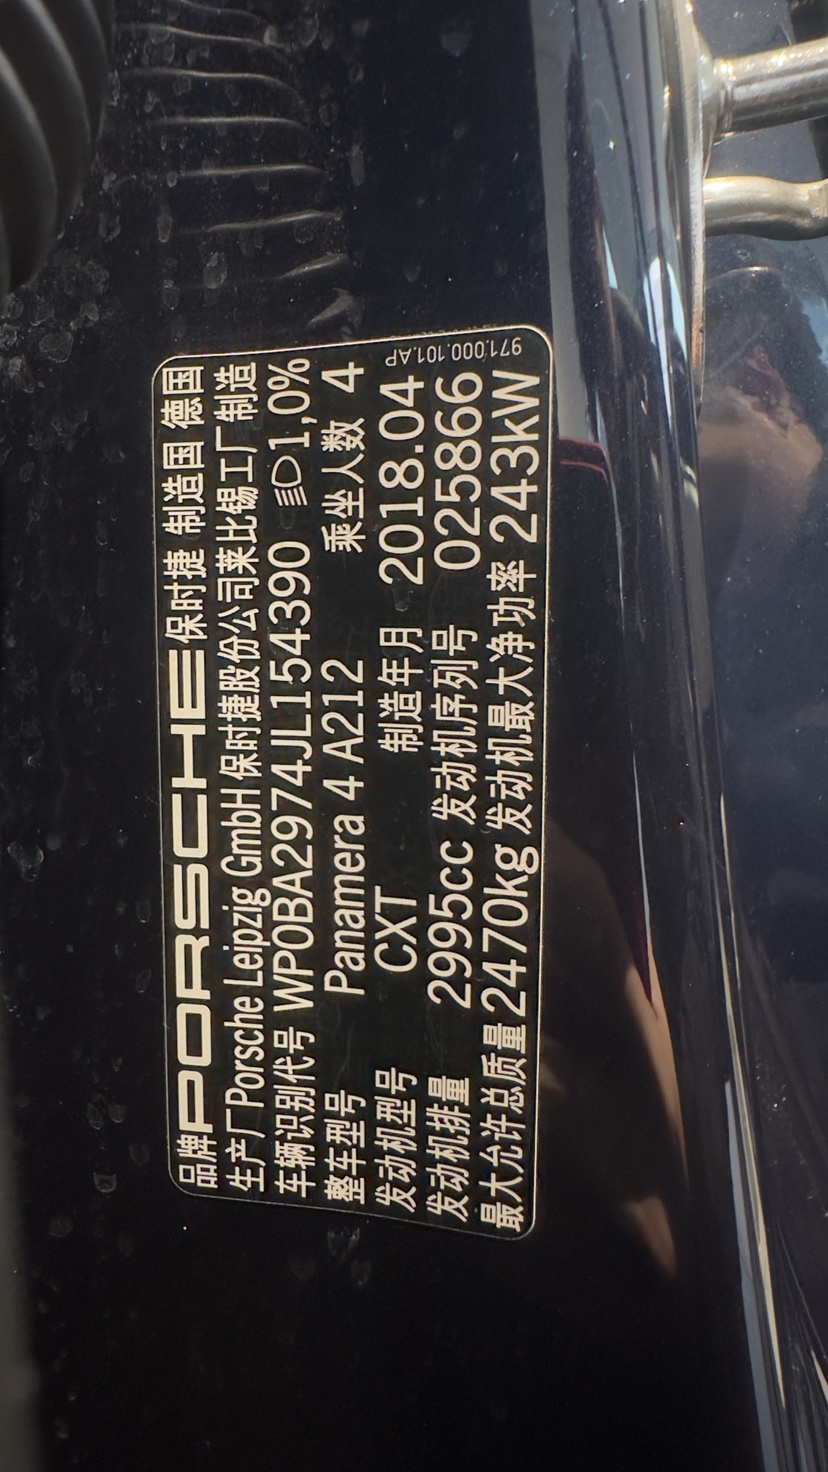 品牌 PORSCHE 保时捷 制造国 德国
生产厂 Porsche Leipzig GmbH 保时捷股份公司莱比锡工厂制造
车辆识别代号 WP0BA2974JL154390 1,0%
整车型号 Panamera 4 A212 乘坐人数 4
发动机型号 CXT 制造年月 2018.04
发动机排量 2995cc 发动机序列号 025866
最大允许总质量 2470kg 发动机最大净功率 243kW
971.000.101.AP